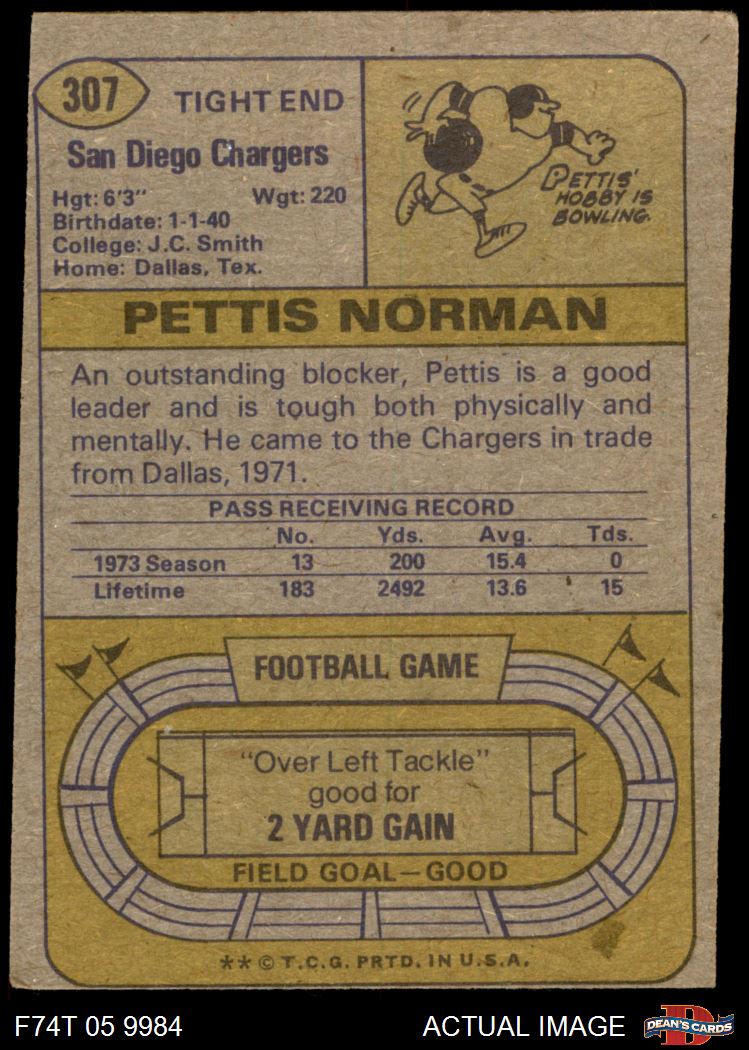 307
TIGHT END
San Diego Chargers
Hgt: 6'3" Wgt: 220
Birthdate: 1-1-40
College: J.C. Smith
Home: Dallas, Tex.
PETTIS'
HOBBY IS
BOWLING.
PETTIS NORMAN
An outstanding blocker, Pettis is a good
leader and is tough both physically and
mentally. He came to the Chargers in trade
from Dallas, 1971.
PASS RECEIVING RECORD
No. Yds. Avg. Tds.
1973 Season 13 200 15.4 0
Lifetime 183 2492 13.6 15
FOOTBALL GAME
"Over Left Tackle"
good for
2 YARD GAIN
FIELD GOAL—GOOD
** © T.C.G. PRTD. IN U.S.A.
F74T 05 9984 ACTUAL IMAGE
D
DEAN'S CARDS